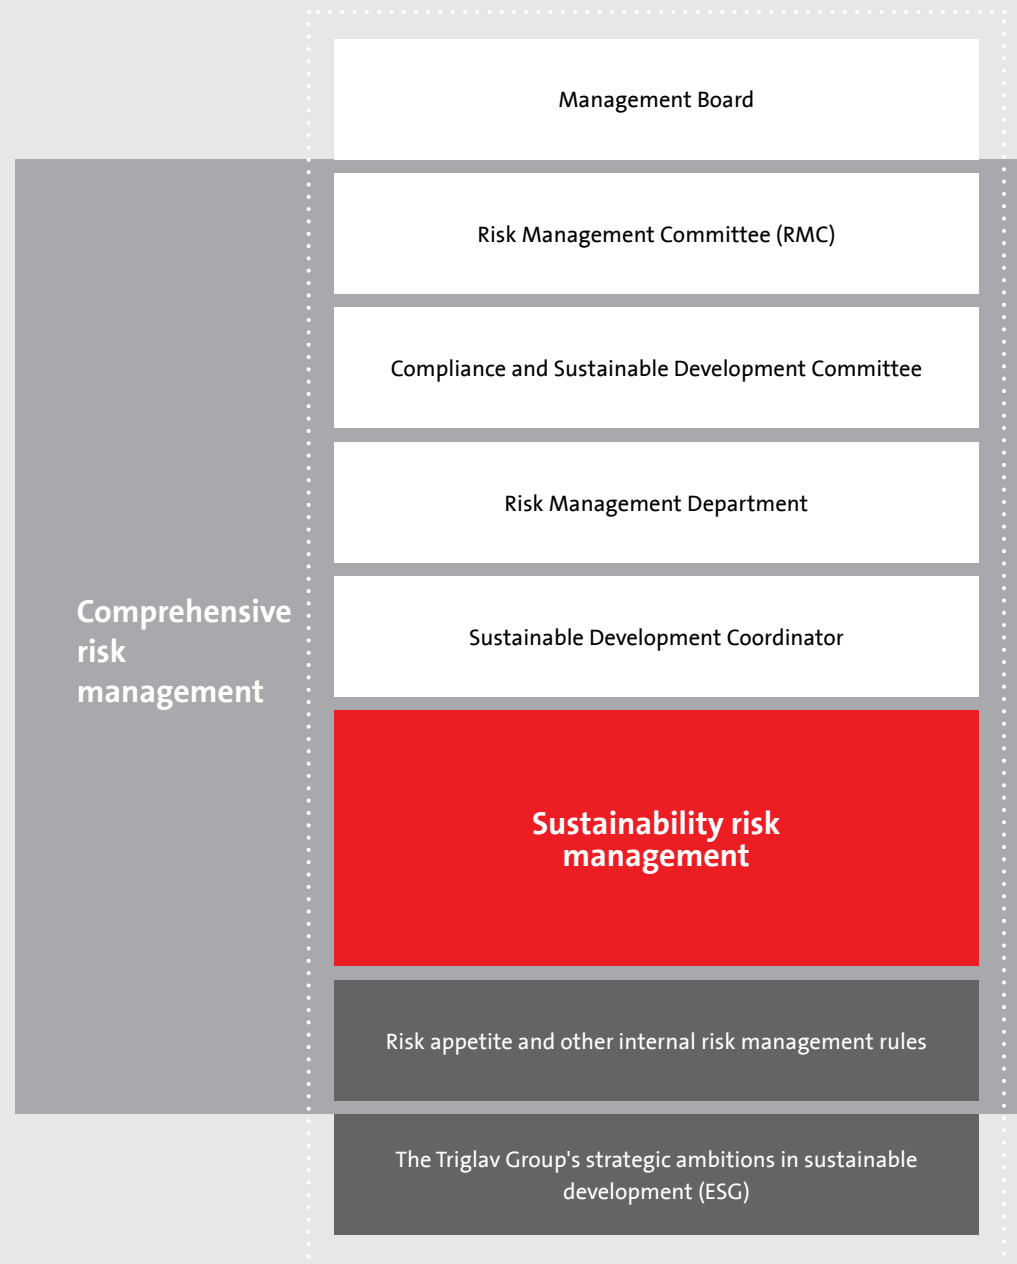 Management Board
Risk Management Committee (RMC)
Compliance and Sustainable Development Committee
Risk Management Department
Comprehensive
risk
management
Sustainable Development Coordinator
Sustainability risk
management
Risk appetite and other internal risk management rules
The Triglav Group's strategic ambitions in sustainable
development (ESG)